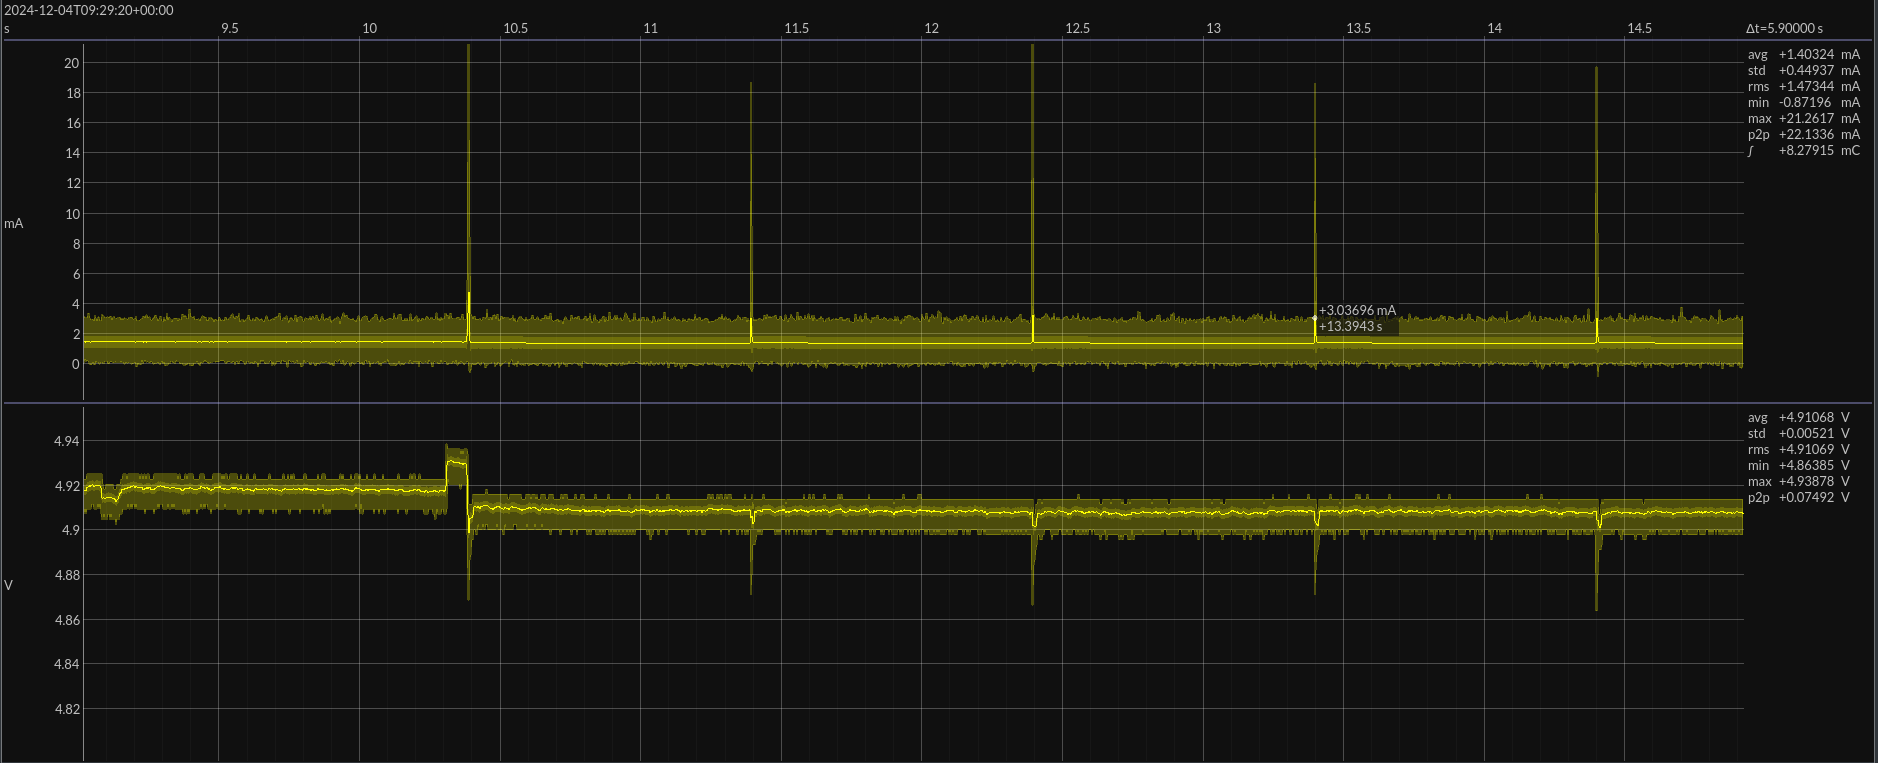 2024-12-04T09:29:20+00:00
s 9.5 10 10.5 11 11.5 12 12.5 13 13.5 14 14.5 Δt=5.90000 s
mA
20
18
16
14
12
10
8
6
4
2
0
+3.03696 mA
+13.3943 s
avg +1.40324 mA
std +0.44937 mA
rms +1.47344 mA
min -0.87196 mA
max +21.2617 mA
p2p +22.1336 mA
∫ +8.27915 mC
V
4.94
4.92
4.9
4.88
4.86
4.84
4.82
avg +4.91068 V
std +0.00521 V
rms +4.91069 V
min +4.86385 V
max +4.93878 V
p2p +0.07492 V